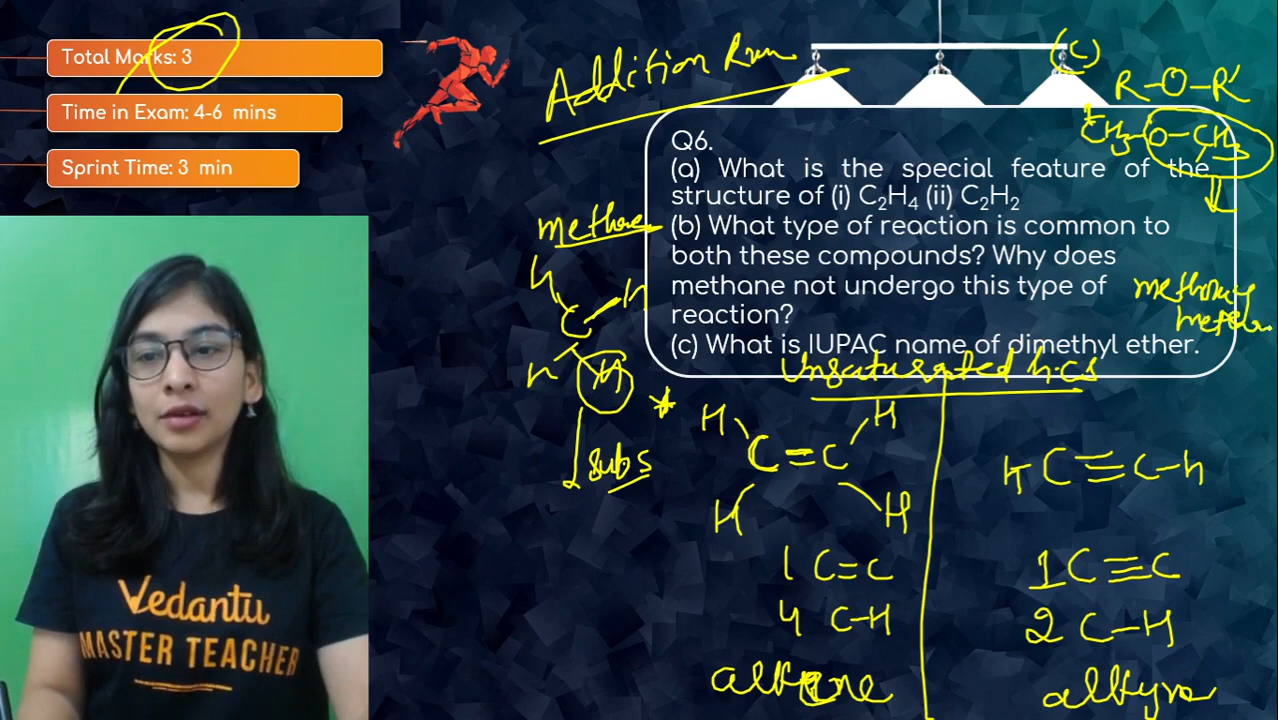 Total Marks: 3
Time in Exam: 4-6 mins
Sprint Time: 3 min
Addition Rxn
(c)
R-O-R'
CH3-O-CH3
Q6.
(a) What is the special feature of the
structure of (i) C₂H₄ (ii) C₂H₂
(b) What type of reaction is common to
both these compounds? Why does
methane not undergo this type of
reaction?
(c) What is IUPAC name of dimethyl ether.
methane
H
H
C
H
H
subs
Unsaturated h.cs
H H
C=C
H H
H C≡C-H
1 C=C
4 C-H
alkene
1C≡C
2 C-H
alkyne
Vedantu
MASTER TEACHER